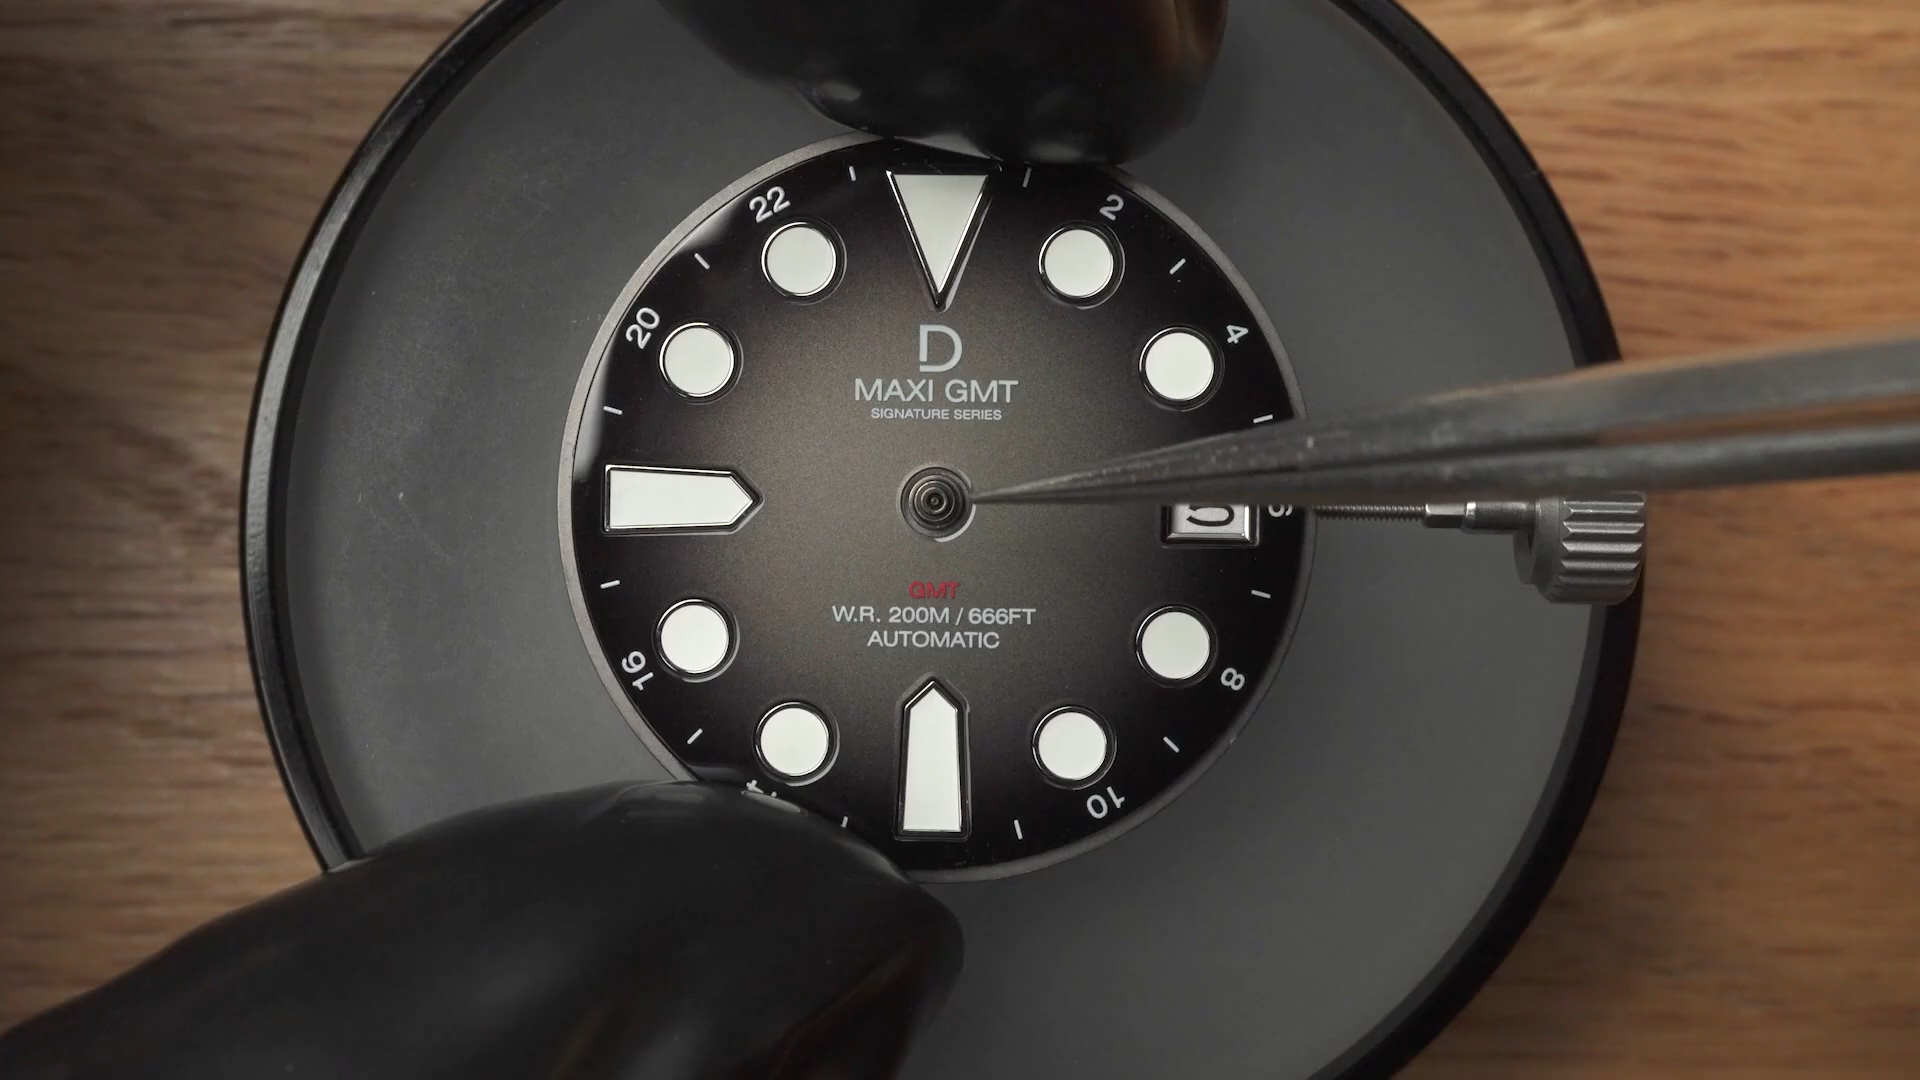 22
2
20
4
D
MAXI GMT
SIGNATURE SERIES
GMT
W.R. 200M / 666FT
AUTOMATIC
16
8
10